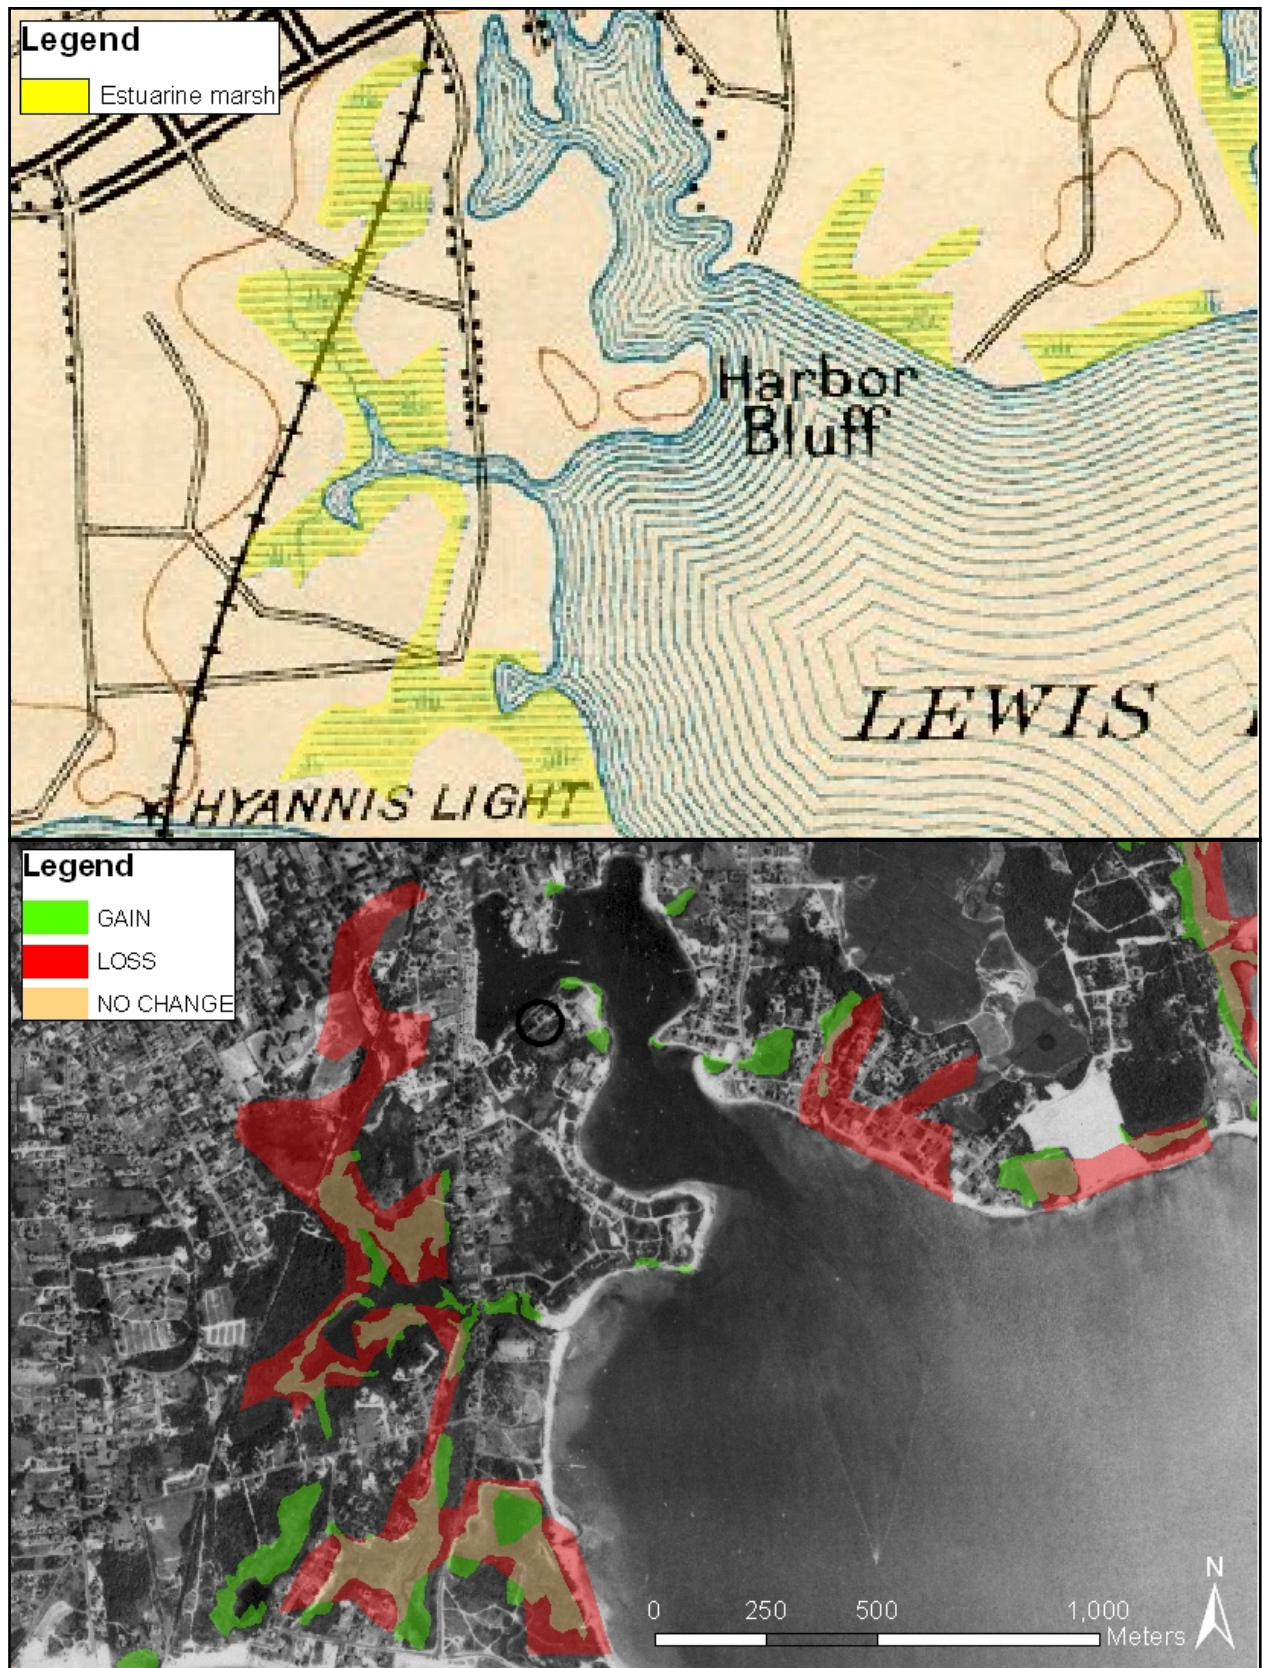 Legend
Estuarine marsh
Harbor
Bluff
LEWIS
HYANNIS LIGHT
Legend
GAIN
LOSS
NO CHANGE
N
0 250 500 1,000
Meters